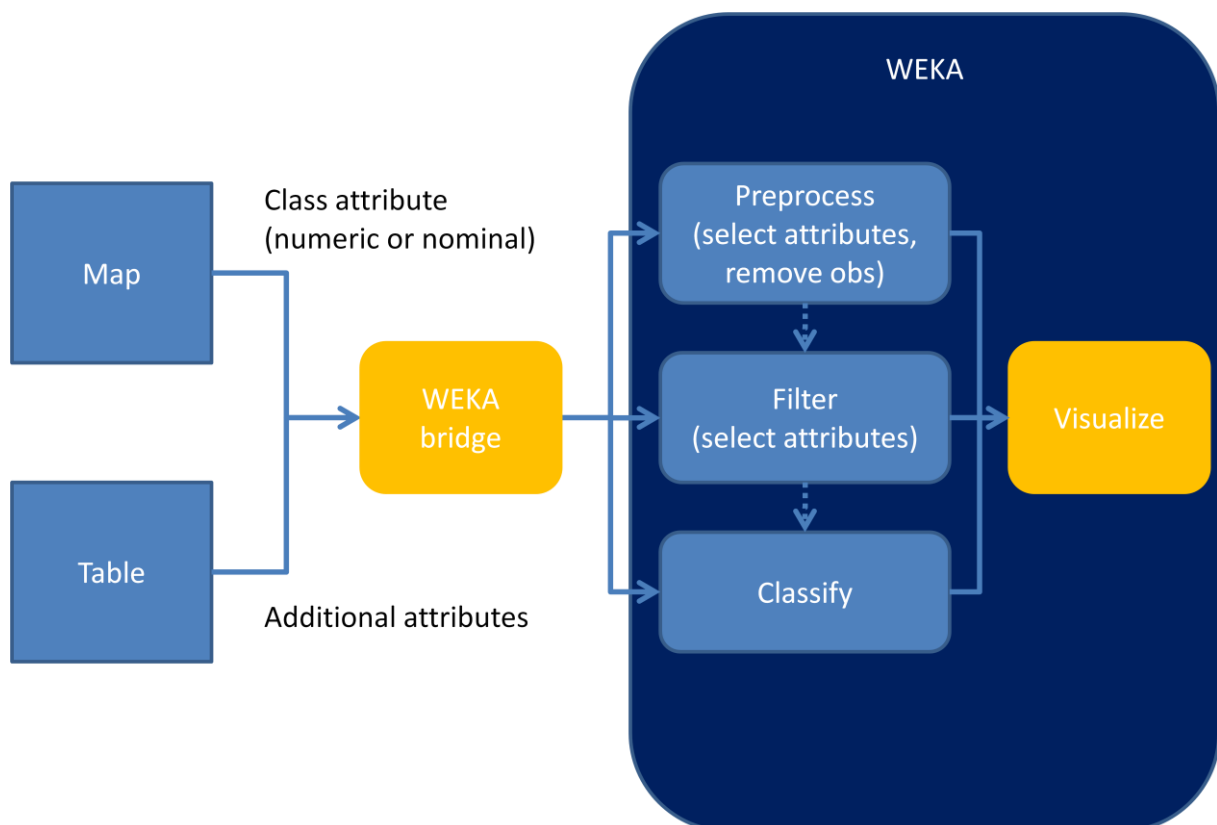 WEKA
Class attribute
(numeric or nominal)
Map
Preprocess
(select attributes,
remove obs)
WEKA
bridge
Filter
(select attributes)
Visualize
Table
Additional attributes
Classify